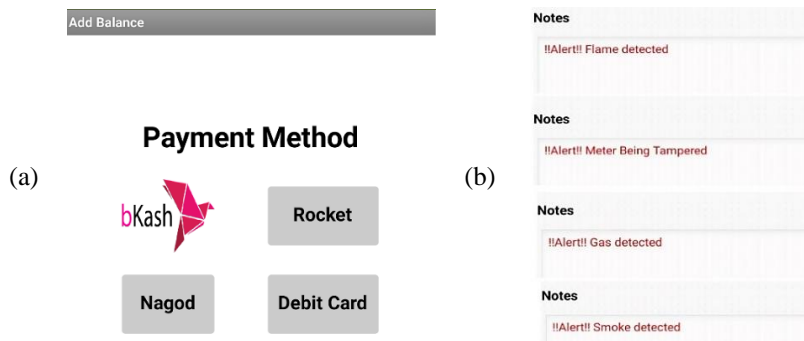 (a)
Add Balance
Payment Method
bKash
Rocket
Nagod
Debit Card
(b)
Notes
!!Alert!! Flame detected
Notes
!!Alert!! Meter Being Tampered
Notes
!!Alert!! Gas detected
Notes
!!Alert!! Smoke detected